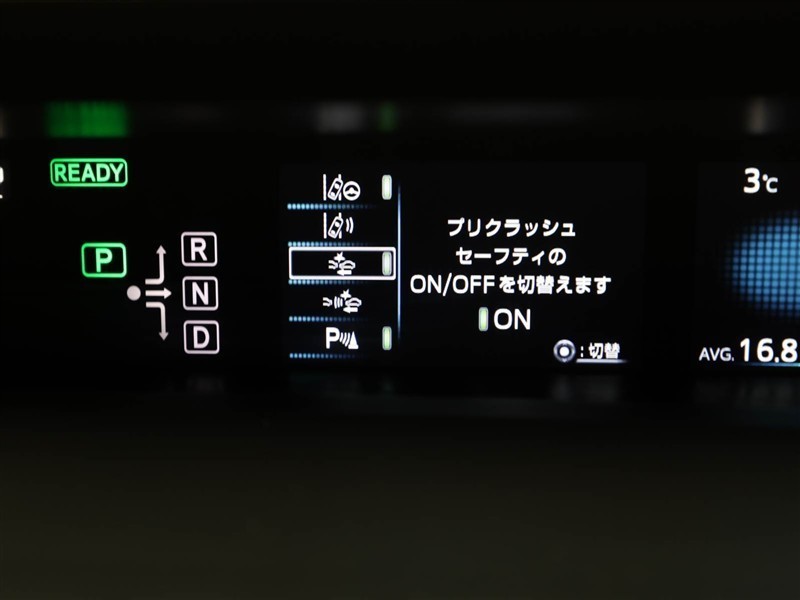 READY
P
R
N
D
P
プリクラッシュ
セーフティの
ON/OFFを切替えます
ON
:切替
3℃
AVG.16.8